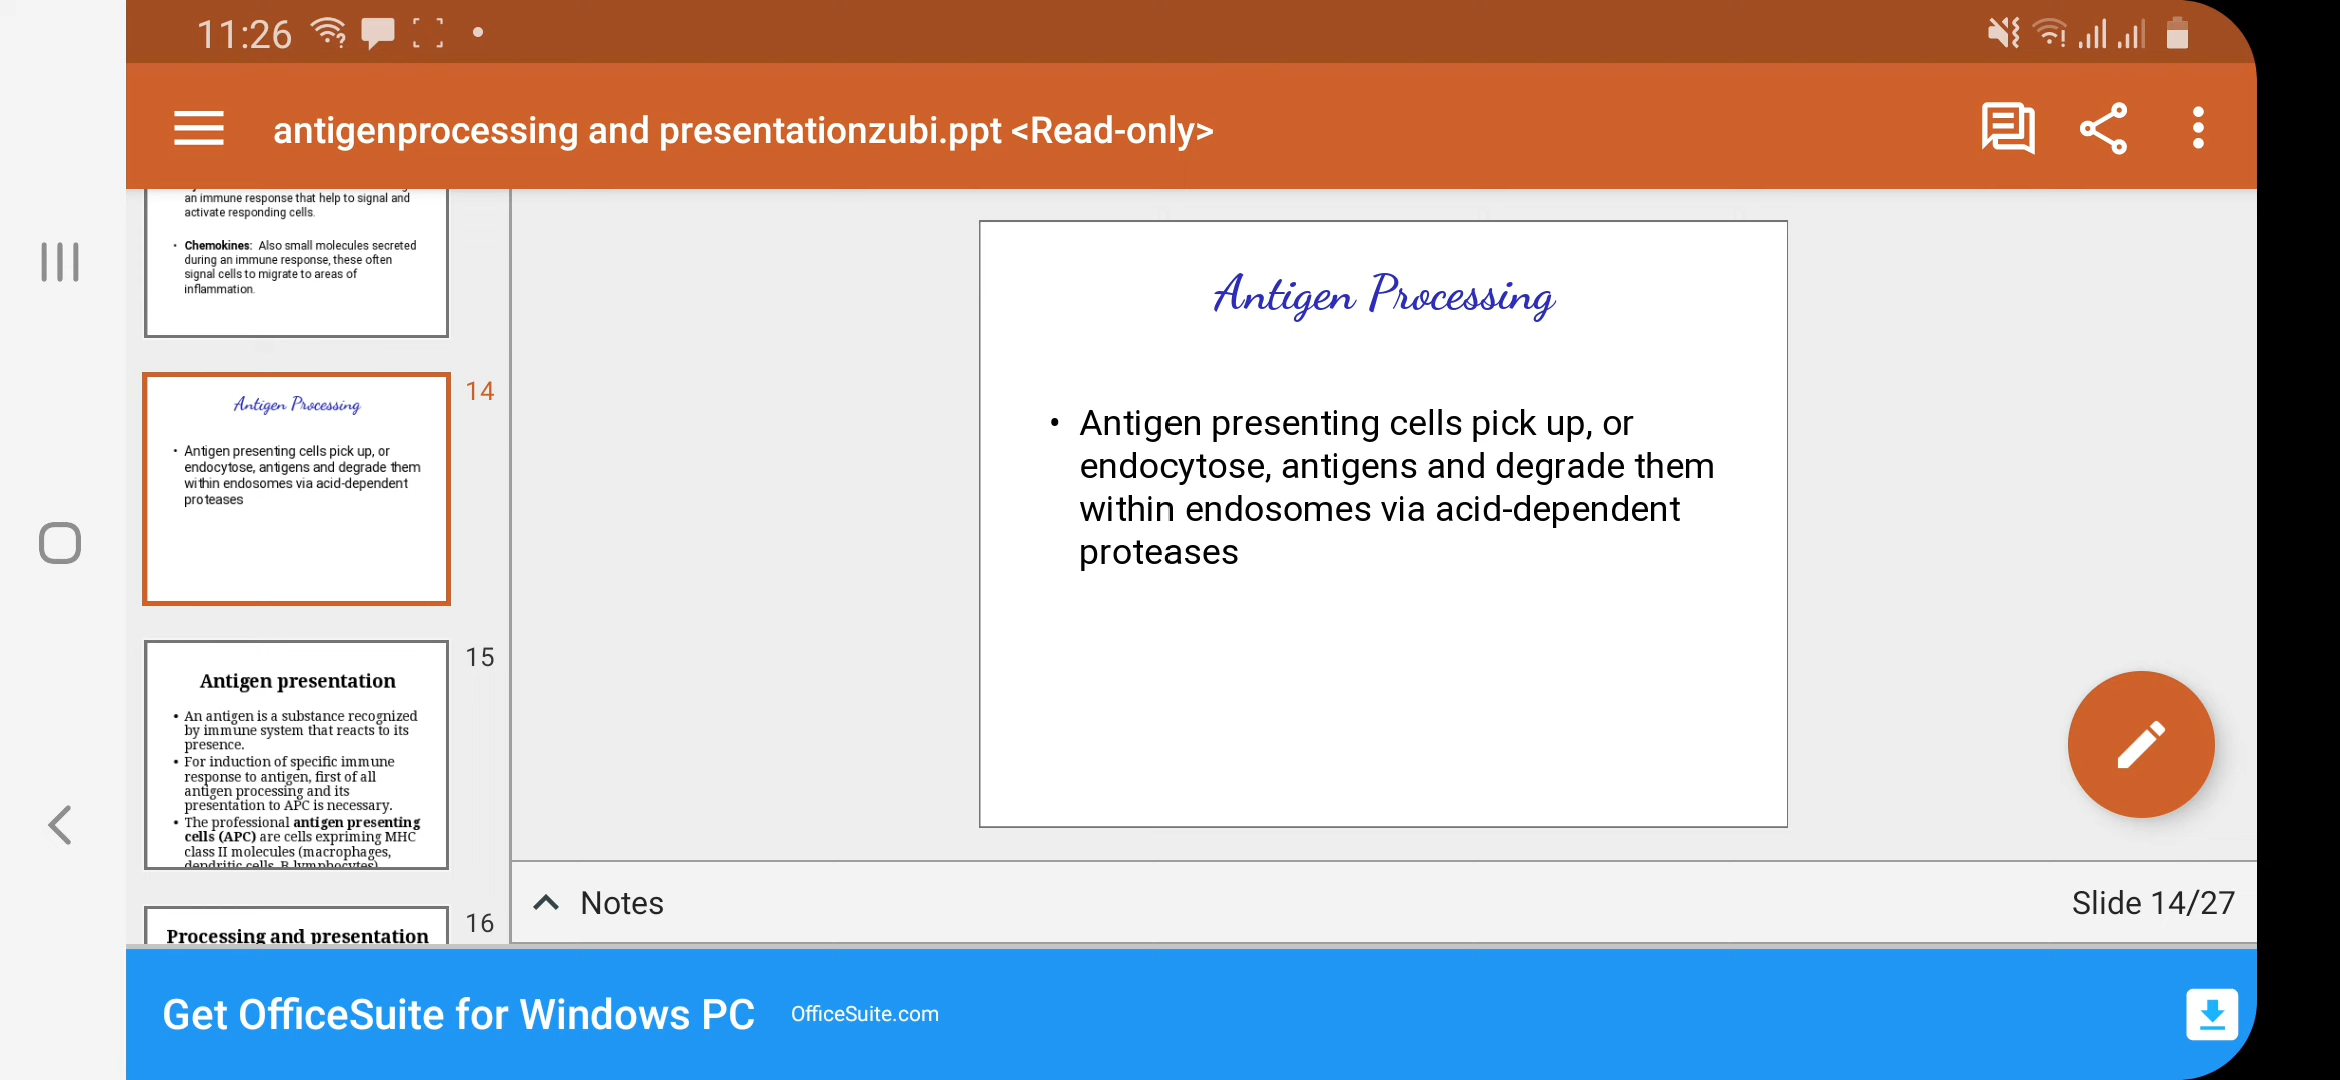 11:26
antigenprocessing and presentationzubi.ppt <Read-only>
an immune response that help to signal and
activate responding cells.
• Chemokines: Also small molecules secreted
during an immune response, these often
signal cells to migrate to areas of
inflammation.
14
Antigen Processing
• Antigen presenting cells pick up, or
endocytose, antigens and degrade them
within endosomes via acid-dependent
proteases
15
Antigen presentation
• An antigen is a substance recognized
by immune system that reacts to its
presence.
• For induction of specific immune
response to antigen, first of all
antigen processing and its
presentation to APC is necessary.
• The professional antigen presenting
cells (APC) are cells expriming MHC
class II molecules (macrophages,
dendritic cells, B lymphocytes)
16
Processing and presentation
Antigen Processing
• Antigen presenting cells pick up, or
endocytose, antigens and degrade them
within endosomes via acid-dependent
proteases
Notes
Slide 14/27
Get OfficeSuite for Windows PC
OfficeSuite.com